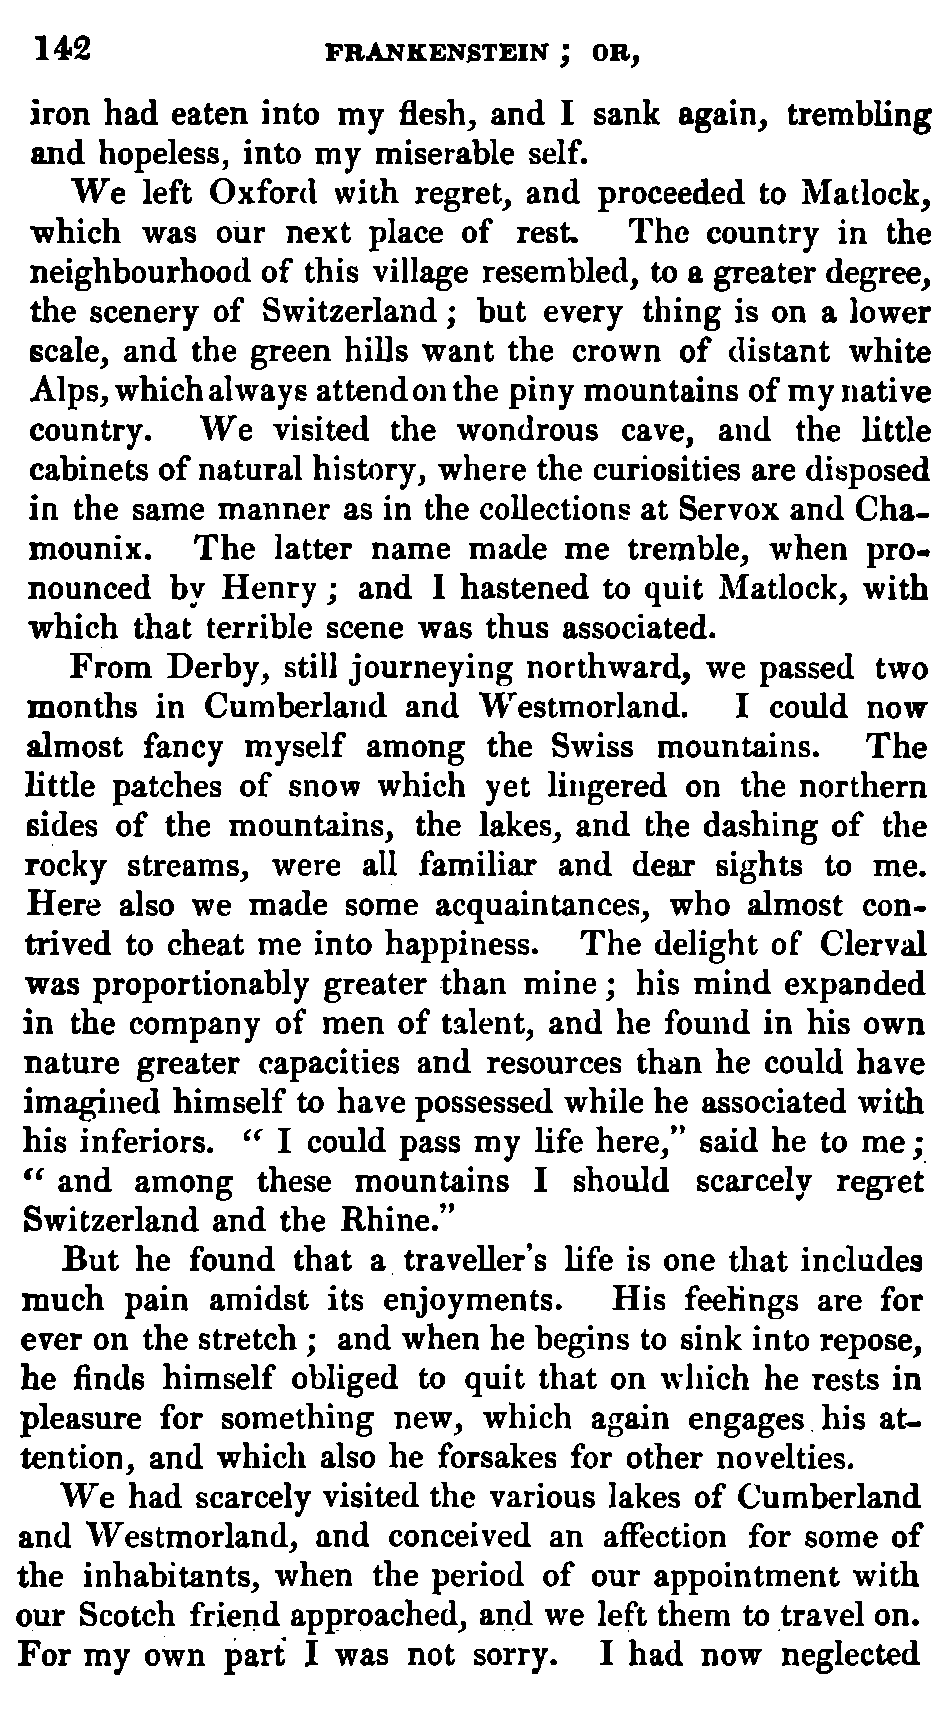 142 FRANKENSTEIN ; OR,
iron had eaten into my flesh, and I sank again, trembling
and hopeless, into my miserable self.
We left Oxford with regret, and proceeded to Matlock,
which was our next place of rest. The country in the
neighbourhood of this village resembled, to a greater degree,
the scenery of Switzerland ; but every thing is on a lower
scale, and the green hills want the crown of distant white
Alps, which always attend on the piny mountains of my native
country. We visited the wondrous cave, and the little
cabinets of natural history, where the curiosities are disposed
in the same manner as in the collections at Servox and Cha-
mounix. The latter name made me tremble, when pro-
nounced by Henry ; and I hastened to quit Matlock, with
which that terrible scene was thus associated.
From Derby, still journeying northward, we passed two
months in Cumberland and Westmorland. I could now
almost fancy myself among the Swiss mountains. The
little patches of snow which yet lingered on the northern
sides of the mountains, the lakes, and the dashing of the
rocky streams, were all familiar and dear sights to me.
Here also we made some acquaintances, who almost con-
trived to cheat me into happiness. The delight of Clerval
was proportionably greater than mine ; his mind expanded
in the company of men of talent, and he found in his own
nature greater capacities and resources than he could have
imagined himself to have possessed while he associated with
his inferiors. “ I could pass my life here,” said he to me ;
“ and among these mountains I should scarcely regret
Switzerland and the Rhine.”
But he found that a traveller’s life is one that includes
much pain amidst its enjoyments. His feelings are for
ever on the stretch ; and when he begins to sink into repose,
he finds himself obliged to quit that on which he rests in
pleasure for something new, which again engages his at-
tention, and which also he forsakes for other novelties.
We had scarcely visited the various lakes of Cumberland
and Westmorland, and conceived an affection for some of
the inhabitants, when the period of our appointment with
our Scotch friend approached, and we left them to travel on.
For my own part I was not sorry. I had now neglected